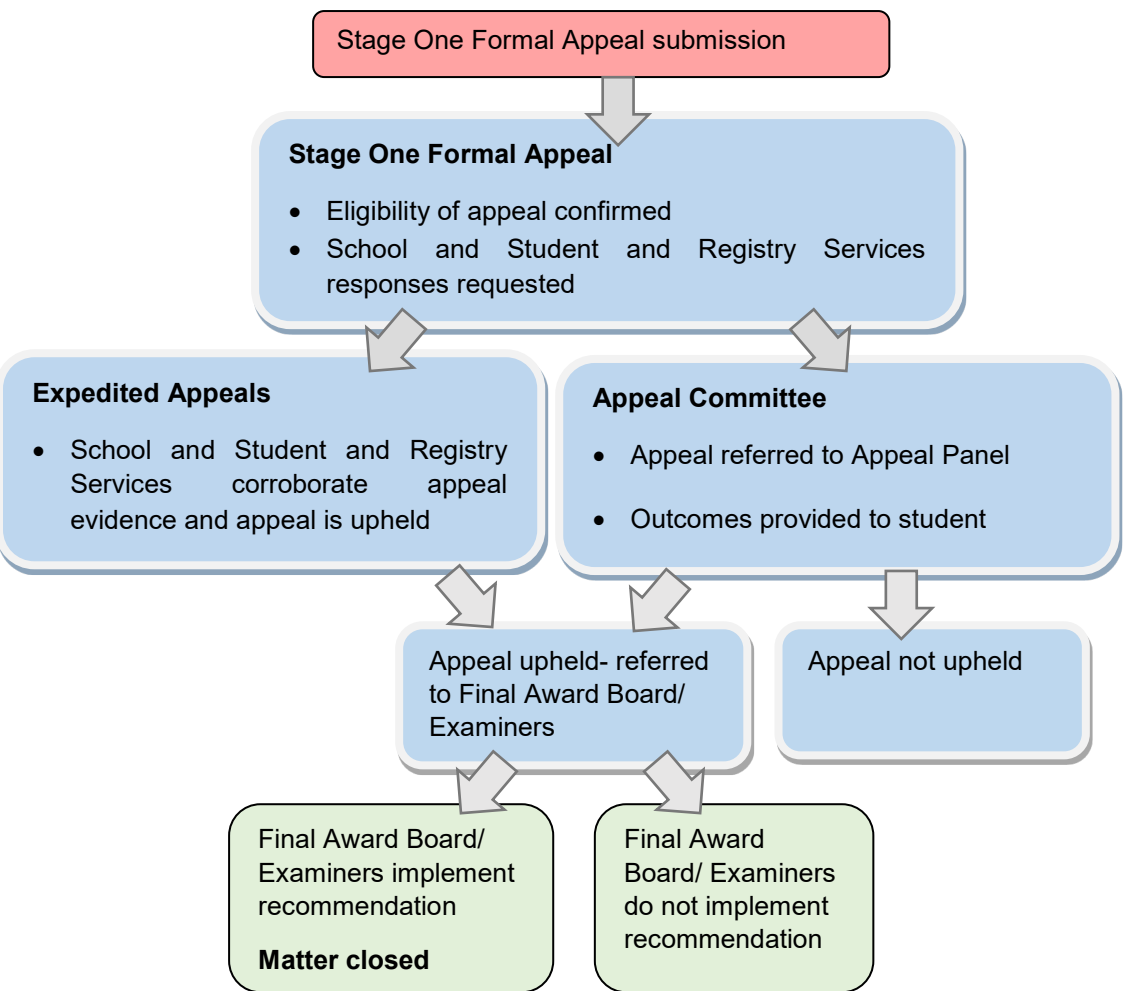 Stage One Formal Appeal submission
Stage One Formal Appeal
• Eligibility of appeal confirmed
• School and Student and Registry Services
responses requested
Expedited Appeals
• School and Student and Registry
Services corroborate appeal
evidence and appeal is upheld
Appeal Committee
• Appeal referred to Appeal Panel
• Outcomes provided to student
Appeal upheld- referred
to Final Award Board/
Examiners
Appeal not upheld
Final Award Board/
Examiners implement
recommendation
Matter closed
Final Award
Board/ Examiners
do not implement
recommendation